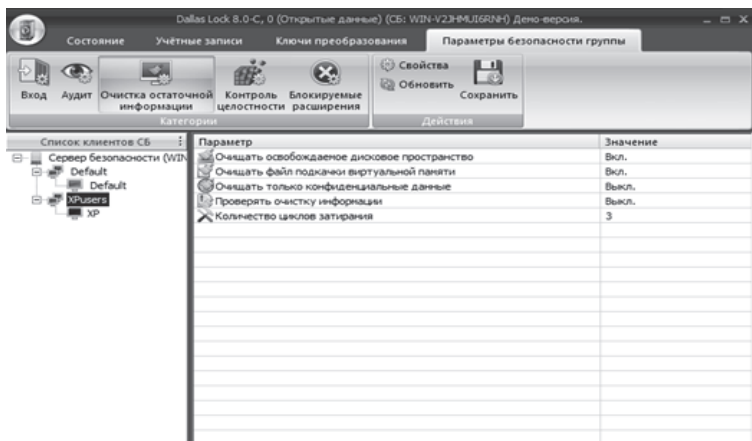 Dallas Lock 8.0-C, 0 (Открытые данные) (СБ: WIN-V2JHMUI6RNH) Демо-версия.
Состояние Учётные записи Ключи преобразования Параметры безопасности группы
Вход Аудит Очистка остаточной информации Контроль целостности Блокируемые расширения Свойства Обновить Сохранить
Категории Действия
Список клиентов СБ Параметр Значение
Сервер безопасности (WIN
Default
Default
XPusers
XP
Очищать освобождаемое дисковое пространство Вкл.
Очищать файл подкачки виртуальной памяти Вкл.
Очищать только конфиденциальные данные Выкл.
Проверять очистку информации Выкл.
Количество циклов затирания 3